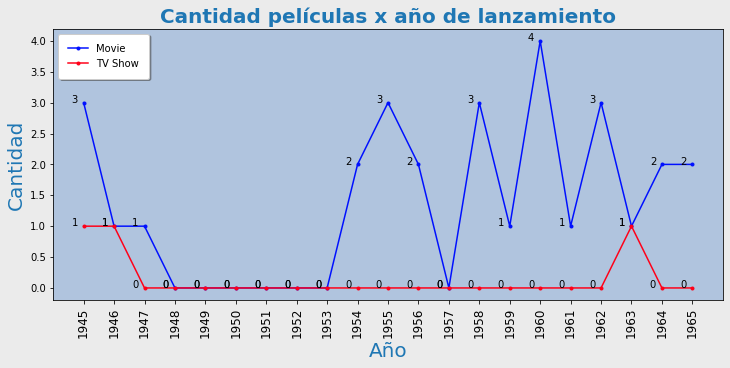 Cantidad películas x año de lanzamiento
Movie
TV Show
Cantidad
4.0
3.5
3.0
2.5
2.0
1.5
1.0
0.5
0.0
3 1 1 0 0 0 0 0 0 2 3 2 0 3 1 4 1 3 1 2 2
1 1 0 0 0 0 0 0 0 0 0 0 0 0 0 0 0 0 1 0 0
1945 1946 1947 1948 1949 1950 1951 1952 1953 1954 1955 1956 1957 1958 1959 1960 1961 1962 1963 1964 1965
Año